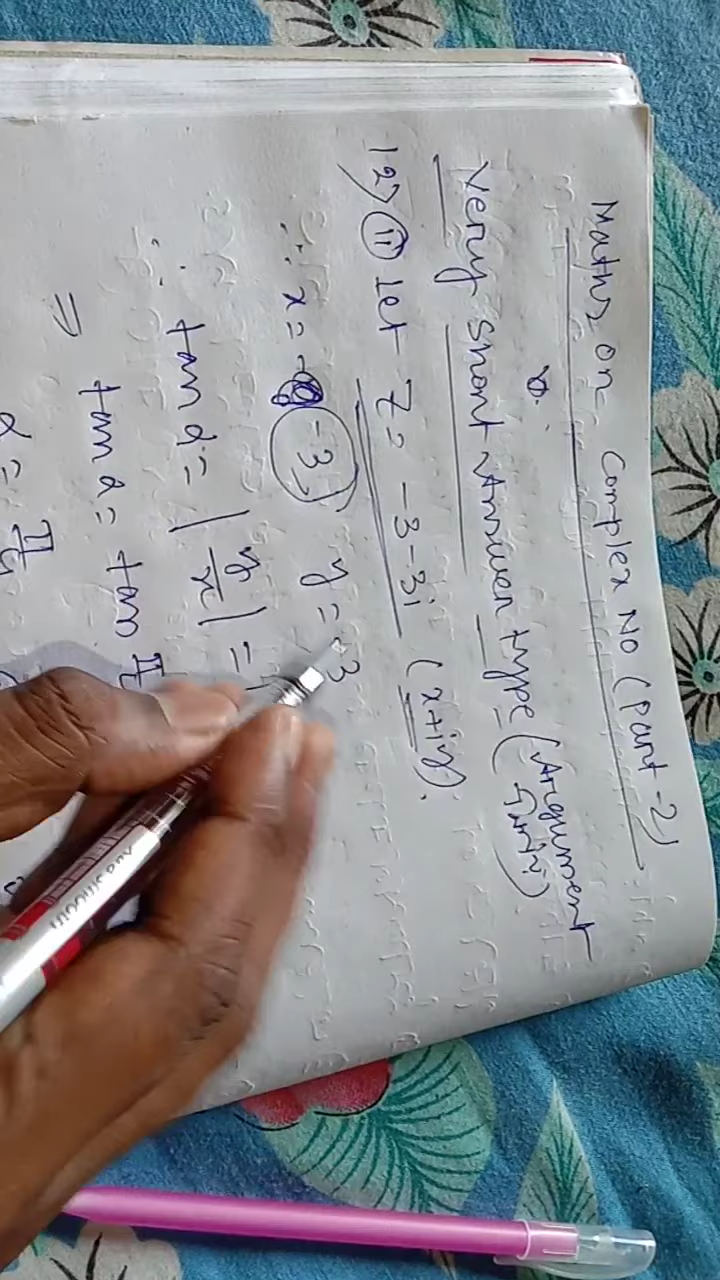 Maths on Complex No (Part-2)
Very Short Answer type (Argument
12) ii Let z = -3-3i (x+iy).
∴ x = -3, y = -3
∴ tan α = |y/x| =
⇒ tan α = tan π
α = π